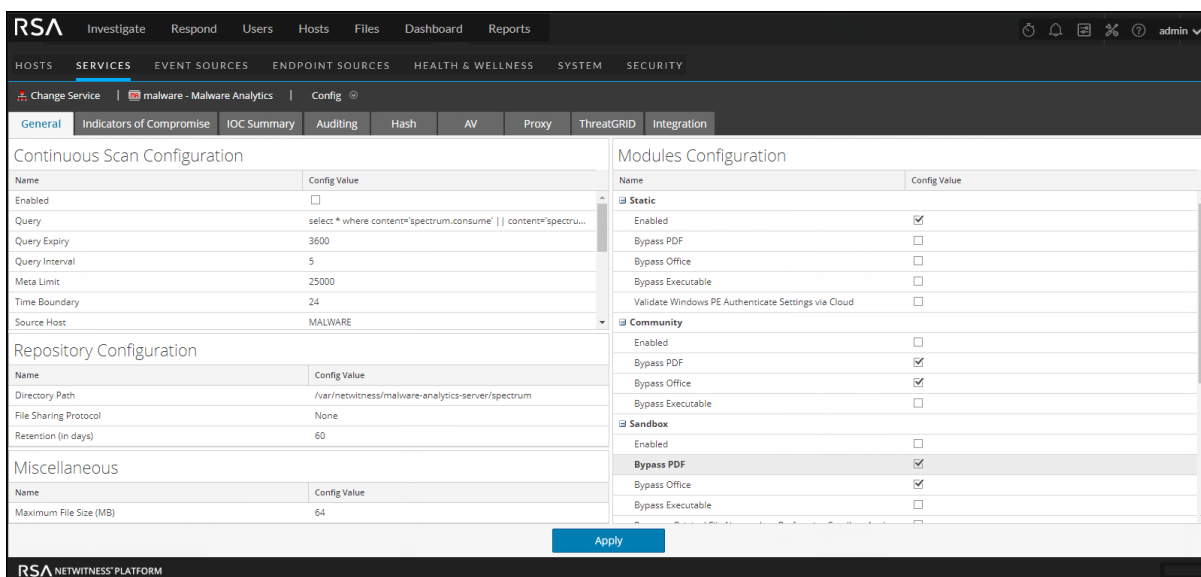 RSA Investigate Respond Users Hosts Files Dashboard Reports admin
HOSTS SERVICES EVENT SOURCES ENDPOINT SOURCES HEALTH & WELLNESS SYSTEM SECURITY
Change Service | malware - Malware Analytics | Config
General Indicators of Compromise IOC Summary Auditing Hash AV Proxy ThreatGRID Integration
Continuous Scan Configuration
Name Config Value
Enabled
Query select * where content='spectrum.consume' || content='spectru...
Query Expiry 3600
Query Interval 5
Meta Limit 25000
Time Boundary 24
Source Host MALWARE
Repository Configuration
Name Config Value
Directory Path /var/netwitness/malware-analytics-server/spectrum
File Sharing Protocol None
Retention (in days) 60
Miscellaneous
Name Config Value
Maximum File Size (MB) 64
Modules Configuration
Name Config Value
Static
Enabled
Bypass PDF
Bypass Office
Bypass Executable
Validate Windows PE Authenticate Settings via Cloud
Community
Enabled
Bypass PDF
Bypass Office
Bypass Executable
Sandbox
Enabled
Bypass PDF
Bypass Office
Bypass Executable
Apply
RSA NETWITNESS® PLATFORM